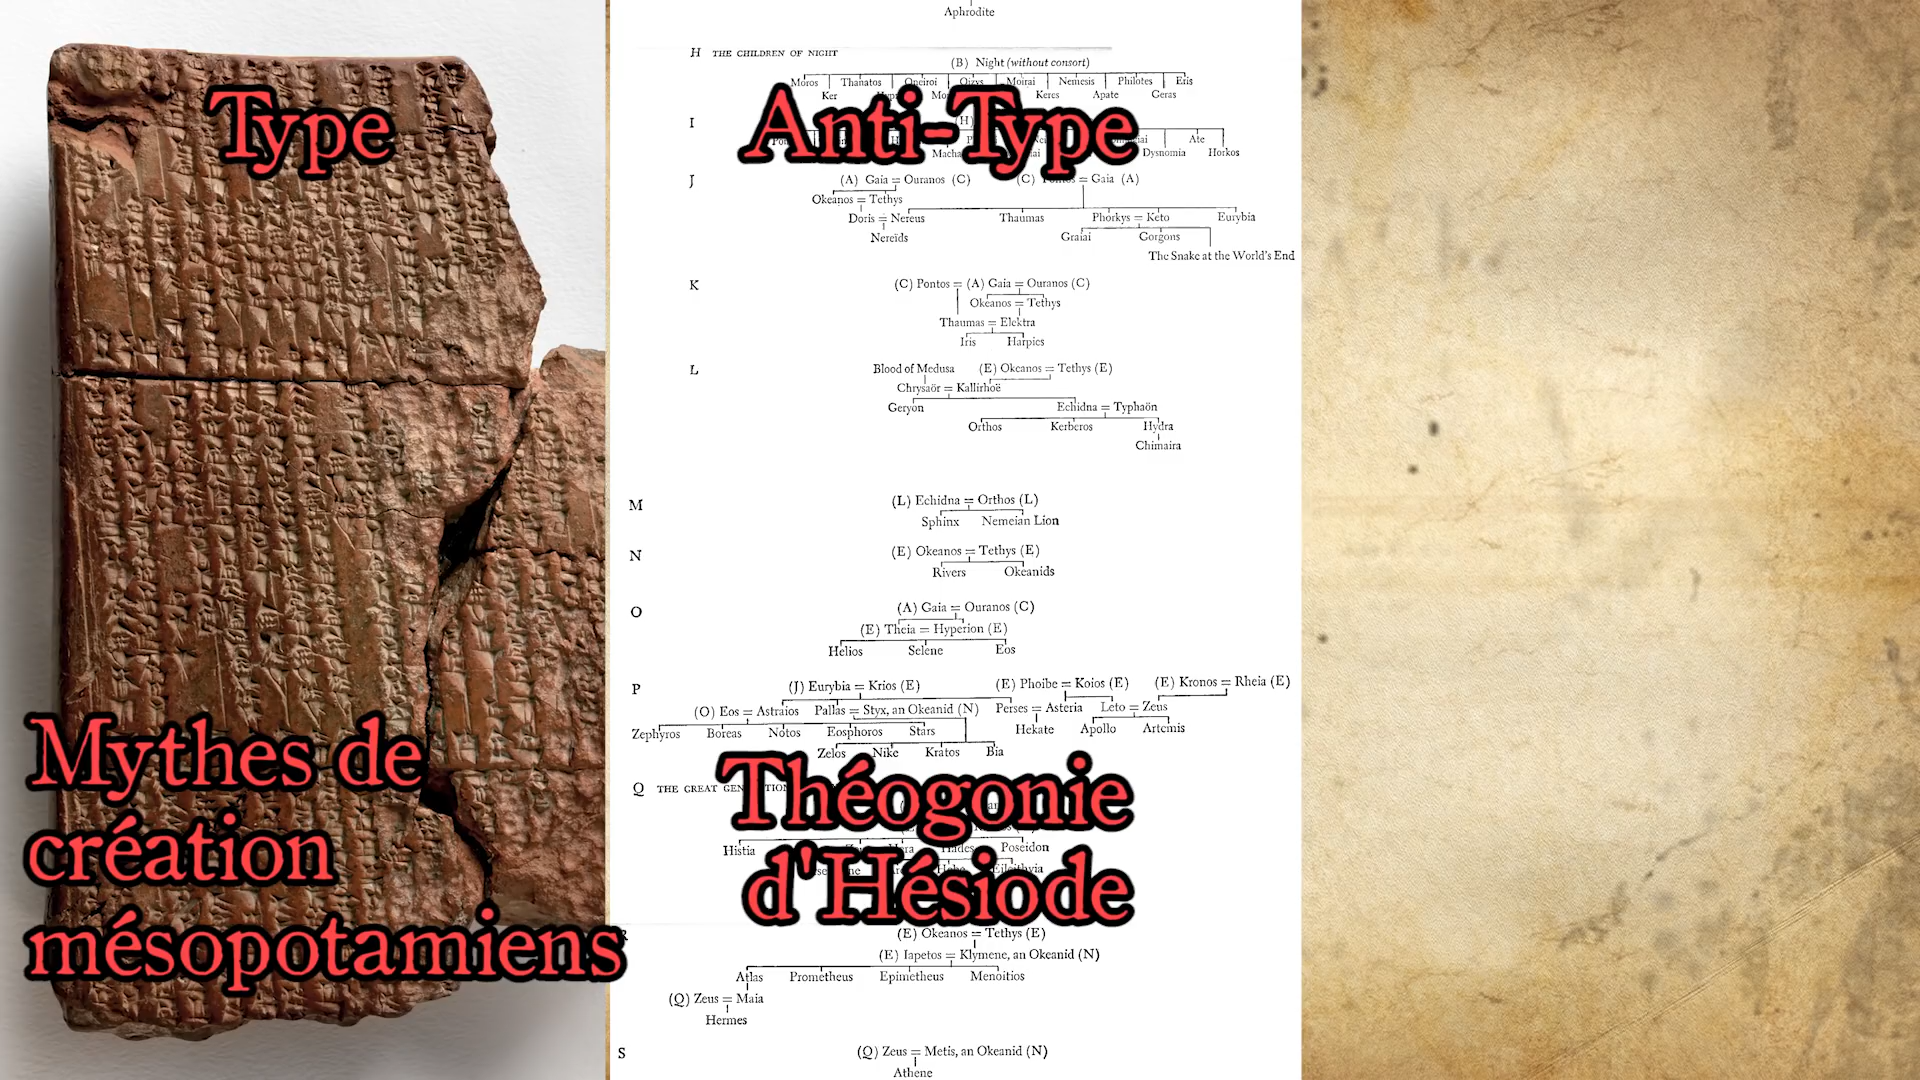 Type
Mythes de
création
mésopotamiens
Anti-Type
Théogonie
d'Hésiode
Aphrodite
H THE CHILDREN OF NIGHT
(B) Night (without consort)
Moros Thanatos Oneiroi Oizys Moirai Nemesis Philotes Eris
Ker Keres Apate Geras
I
(H)
Ate
Dysnomia Horkos
J
(A) Gaia = Ouranos (C) (C) Pontos = Gaia (A)
Okeanos = Tethys
Doris = Nereus Thaumas Phorkys = Keto Eurybia
Nereïds Graiai Gorgons
The Snake at the World's End
K
(C) Pontos = (A) Gaia = Ouranos (C)
Okeanos = Tethys
Thaumas = Elektra
Iris Harpies
L
Blood of Medusa (E) Okeanos = Tethys (E)
Chrysaör = Kallirhoë
Geryon Echidna = Typhaön
Orthos Kerberos Hydra
Chimaira
M
(L) Echidna = Orthos (L)
Sphinx Nemeian Lion
N
(E) Okeanos = Tethys (E)
Rivers Okeanids
O
(A) Gaia = Ouranos (C)
(E) Theia = Hyperion (E)
Helios Selene Eos
P
(J) Eurybia = Krios (E) (E) Phoibe = Koios (E) (E) Kronos = Rheia (E)
(O) Eos = Astraios Pallas = Styx, an Okeanid (N) Perses = Asteria Leto = Zeus
Zephyros Boreas Notos Eosphoros Stars Hekate Apollo Artemis
Zelos Nike Kratos Bia
Q THE GREAT
Histia Hera Hades Poseidon
Hebe Eileithyia
R
(E) Okeanos = Tethys (E)
(E) Iapetos = Klymene, an Okeanid (N)
Atlas Prometheus Epimetheus Menoitios
(Q) Zeus = Maia
Hermes
S
(Q) Zeus = Metis, an Okeanid (N)
Athene